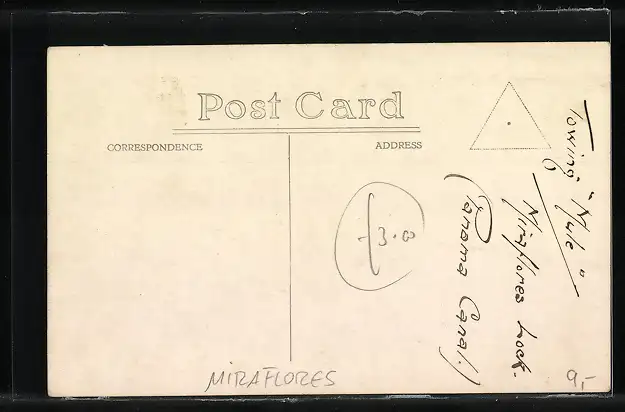 Post Card
CORRESPONDENCE
ADDRESS
Towing "Mule"
Miraflores Lock.
(Panama Canal.)
3.00
MIRAFLORES
9,-